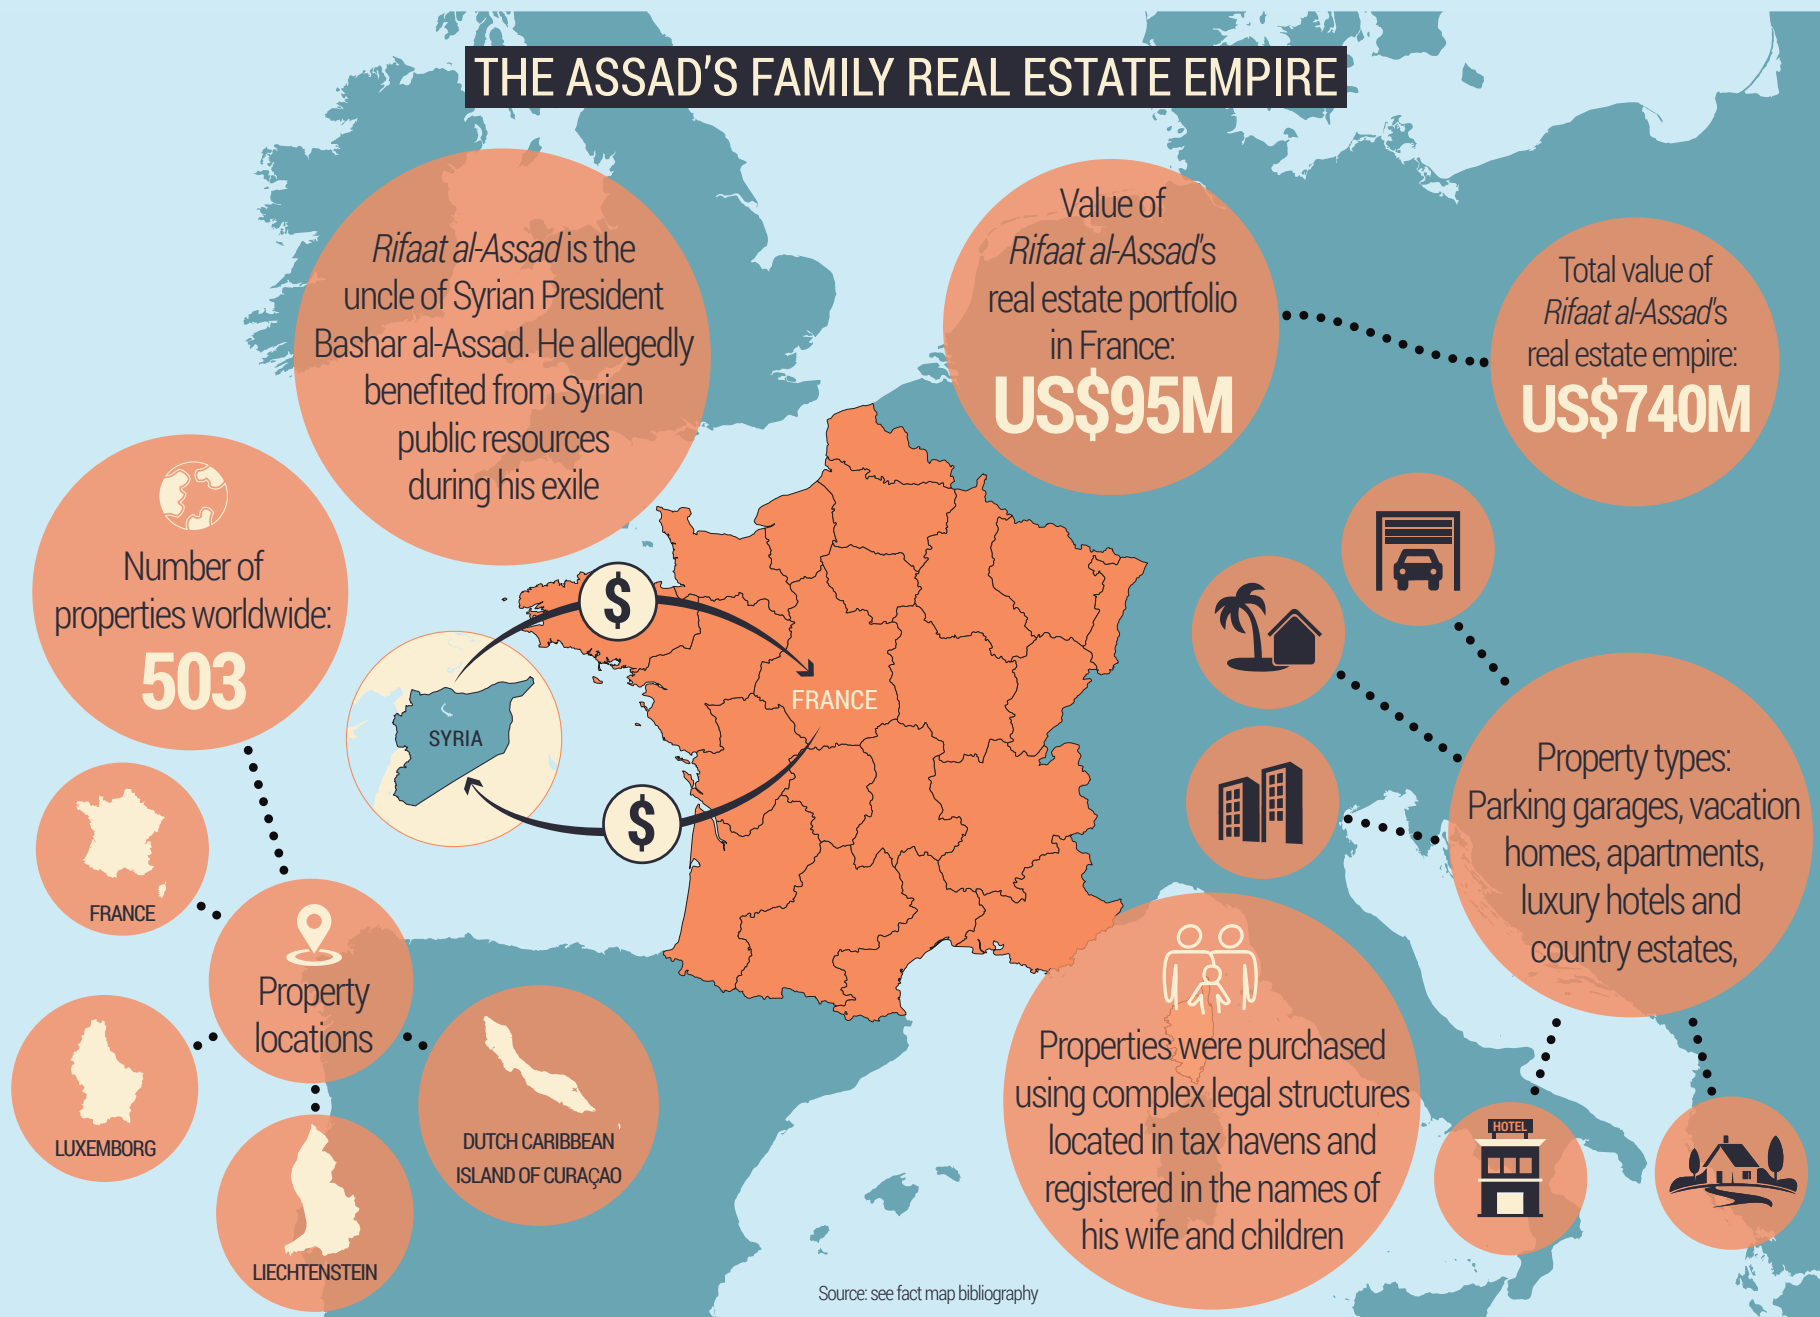 THE ASSAD'S FAMILY REAL ESTATE EMPIRE
Rifaat al-Assad is the
uncle of Syrian President
Bashar al-Assad. He allegedly
benefited from Syrian
public resources
during his exile
Value of
Rifaat al-Assad's
real estate portfolio
in France:
US$95M
Total value of
Rifaat al-Assad's
real estate empire:
US$740M
Number of
properties worldwide:
503
$
FRANCE
SYRIA
$
Property types:
Parking garages, vacation
homes, apartments,
luxury hotels and
country estates,
FRANCE
Property
locations
LUXEMBORG
DUTCH CARIBBEAN
ISLAND OF CURAÇAO
LIECHTENSTEIN
Properties were purchased
using complex legal structures
located in tax havens and
registered in the names of
his wife and children
HOTEL
Source: see fact map bibliography